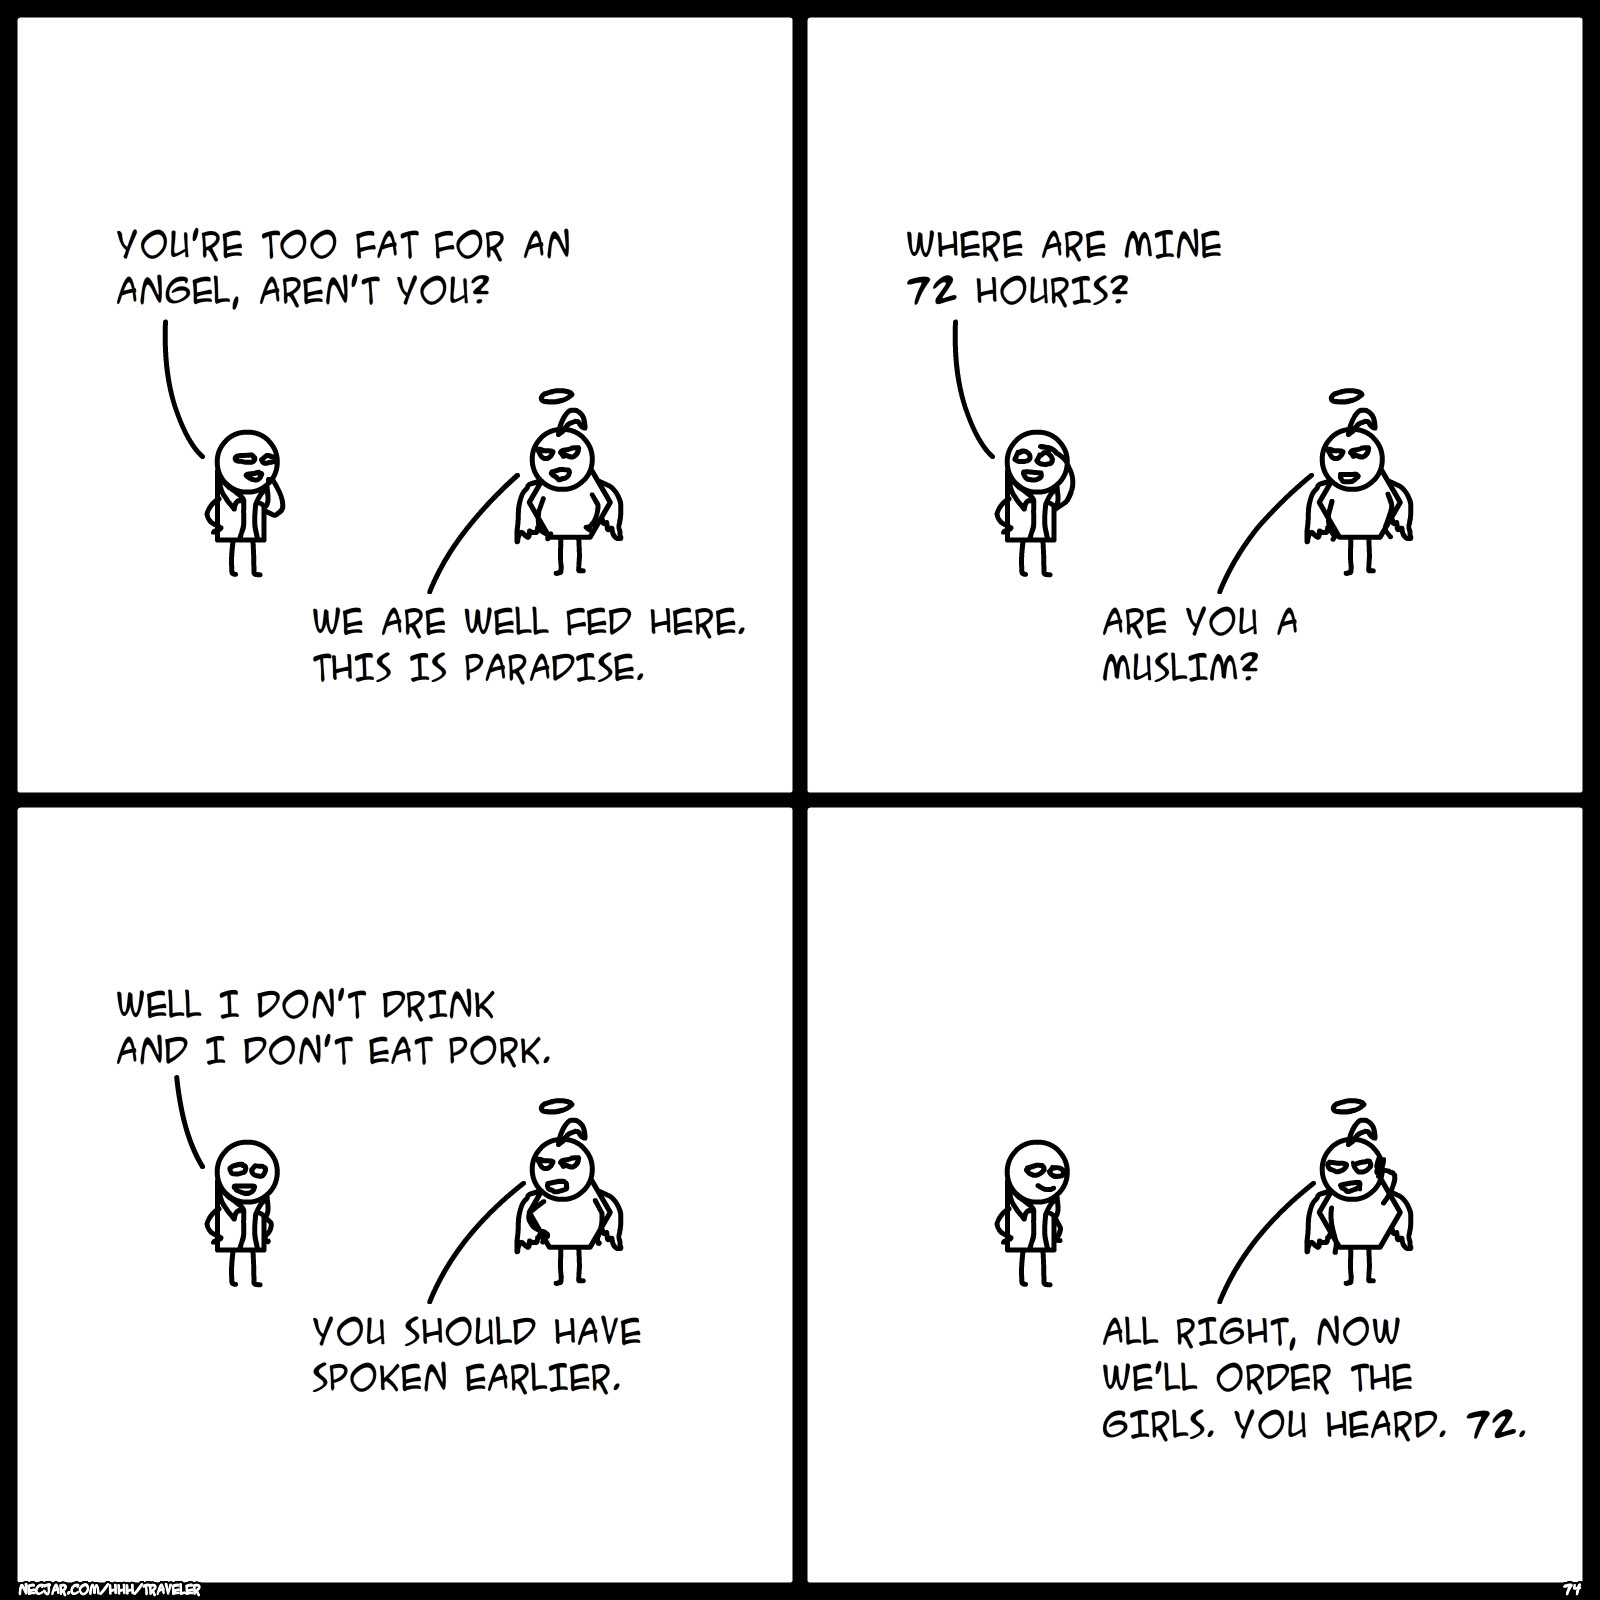 YOU'RE TOO FAT FOR AN
ANGEL, AREN'T YOU?
WE ARE WELL FED HERE.
THIS IS PARADISE.
WHERE ARE MINE
72 HOURIS?
ARE YOU A
MUSLIM?
WELL I DON'T DRINK
AND I DON'T EAT PORK.
YOU SHOULD HAVE
SPOKEN EARLIER.
ALL RIGHT, NOW
WE'LL ORDER THE
GIRLS. YOU HEARD. 72.
NECJAR.COM/HHH/TRAVELER
74